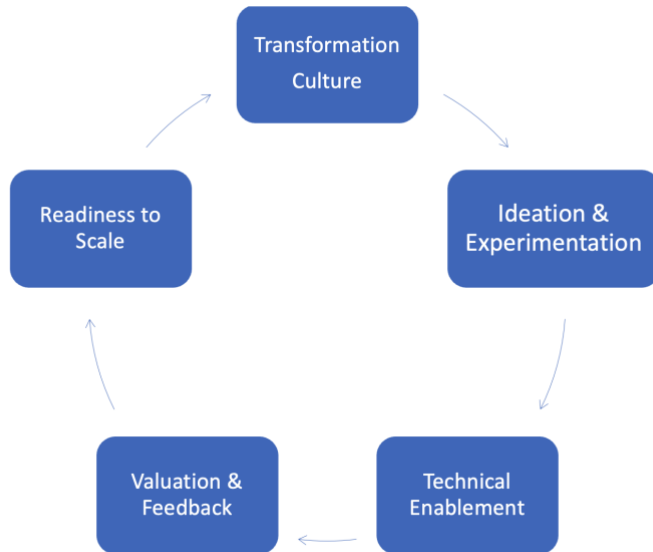 Transformation
Culture
Ideation &
Experimentation
Technical
Enablement
Valuation &
Feedback
Readiness to
Scale